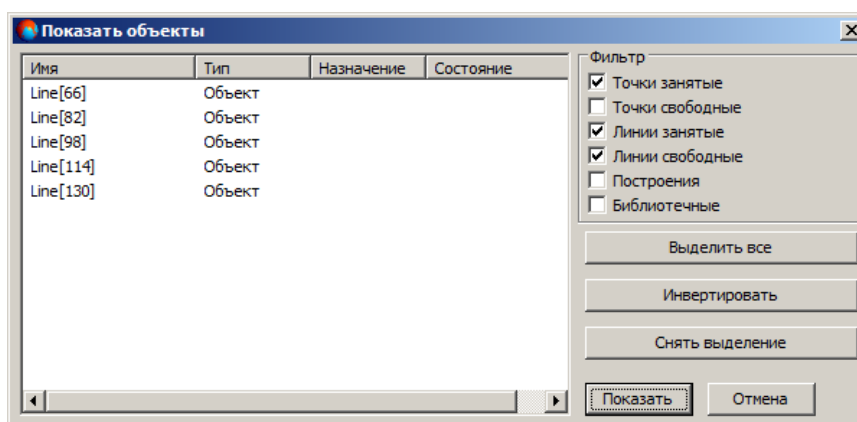 Показать объекты
Имя Тип Назначение Состояние
Line[66] Объект
Line[82] Объект
Line[98] Объект
Line[114] Объект
Line[130] Объект
Фильтр
Точки занятые
Точки свободные
Линии занятые
Линии свободные
Построения
Библиотечные
Выделить все
Инвертировать
Снять выделение
Показать Отмена